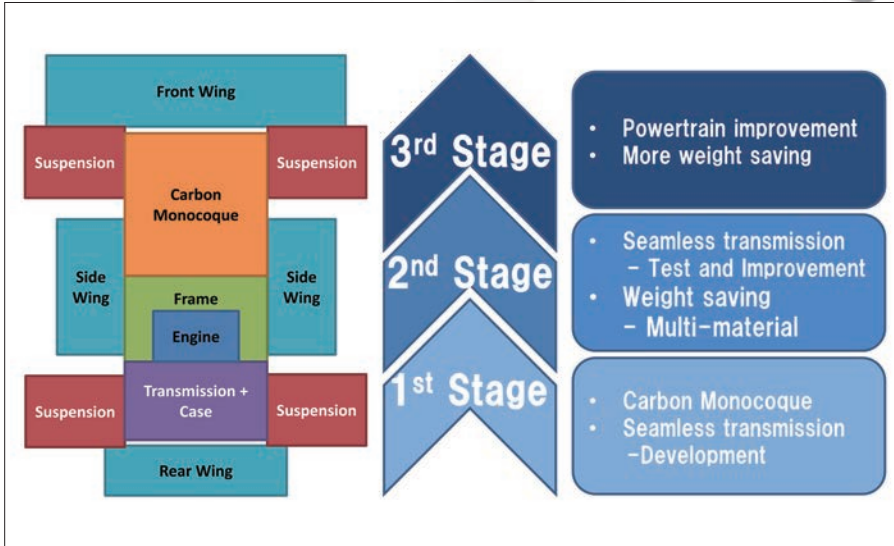 Front Wing
Suspension
Suspension
Carbon
Monocoque
Side
Wing
Side
Wing
Frame
Engine
Transmission +
Case
Suspension
Suspension
Rear Wing
3rd Stage
2nd Stage
1st Stage
• Powertrain improvement
• More weight saving
• Seamless transmission
– Test and Improvement
• Weight saving
– Multi-material
• Carbon Monocoque
• Seamless transmission
–Development